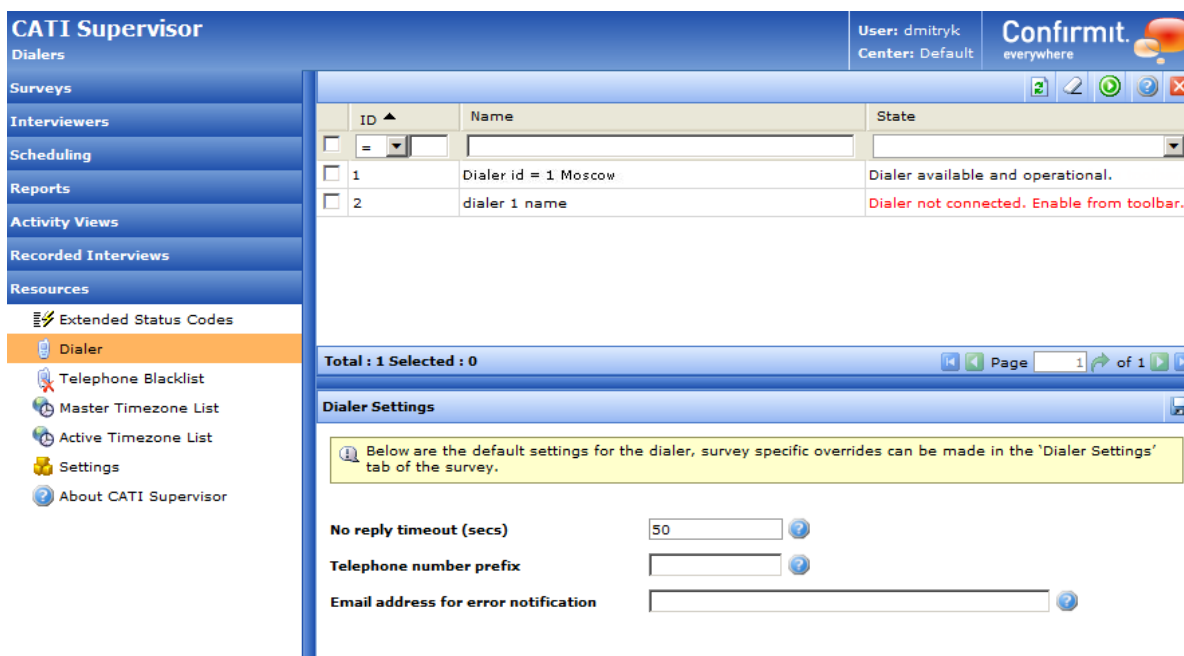 CATI Supervisor
Dialers
User: dmitryk
Center: Default
Confirmit.
everywhere
Surveys
Interviewers
Scheduling
Reports
Activity Views
Recorded Interviews
Resources
Extended Status Codes
Dialer
Telephone Blacklist
Master Timezone List
Active Timezone List
Settings
About CATI Supervisor
ID Name State
=
1 Dialer id = 1 Moscow Dialer available and operational.
2 dialer 1 name Dialer not connected. Enable from toolbar.
Total : 1 Selected : 0 Page 1 of 1
Dialer Settings
Below are the default settings for the dialer, survey specific overrides can be made in the 'Dialer Settings'
tab of the survey.
No reply timeout (secs) 50
Telephone number prefix
Email address for error notification